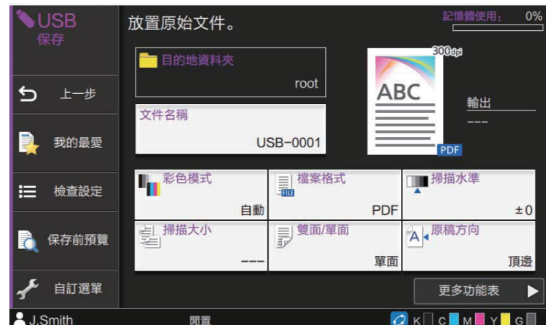 USB
保存
放置原始文件。
記憶體使用： 0%
目的地資料夾
root
300dpi
ABC
PDF
輸出
---
上一步
文件名稱
USB-0001
我的最愛
檢查設定
保存前預覽
自訂選單
彩色模式
自動
檔案格式
PDF
掃描水準
±0
掃描大小
---
雙面/單面
單面
原稿方向
頂邊
更多功能表
J.Smith
閒置
K C M Y G